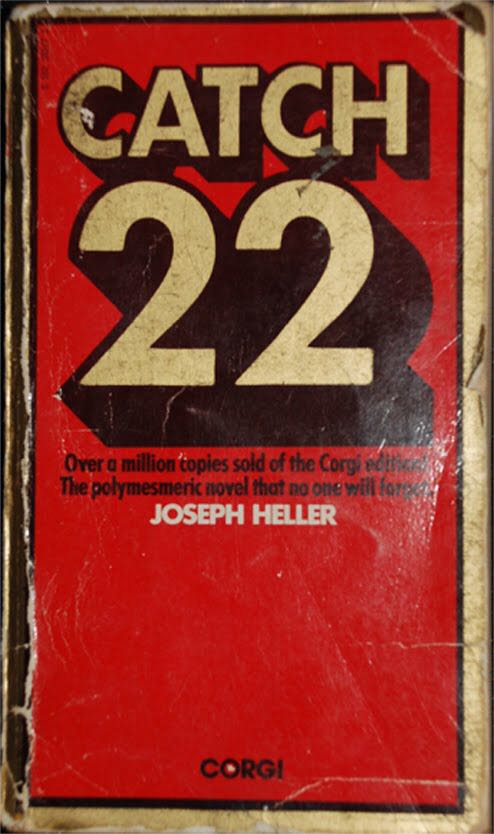 CATCH
22
Over a million copies sold of the Corgi edition!
The polymesmeric novel that no one will forget.
JOSEPH HELLER
CORGI